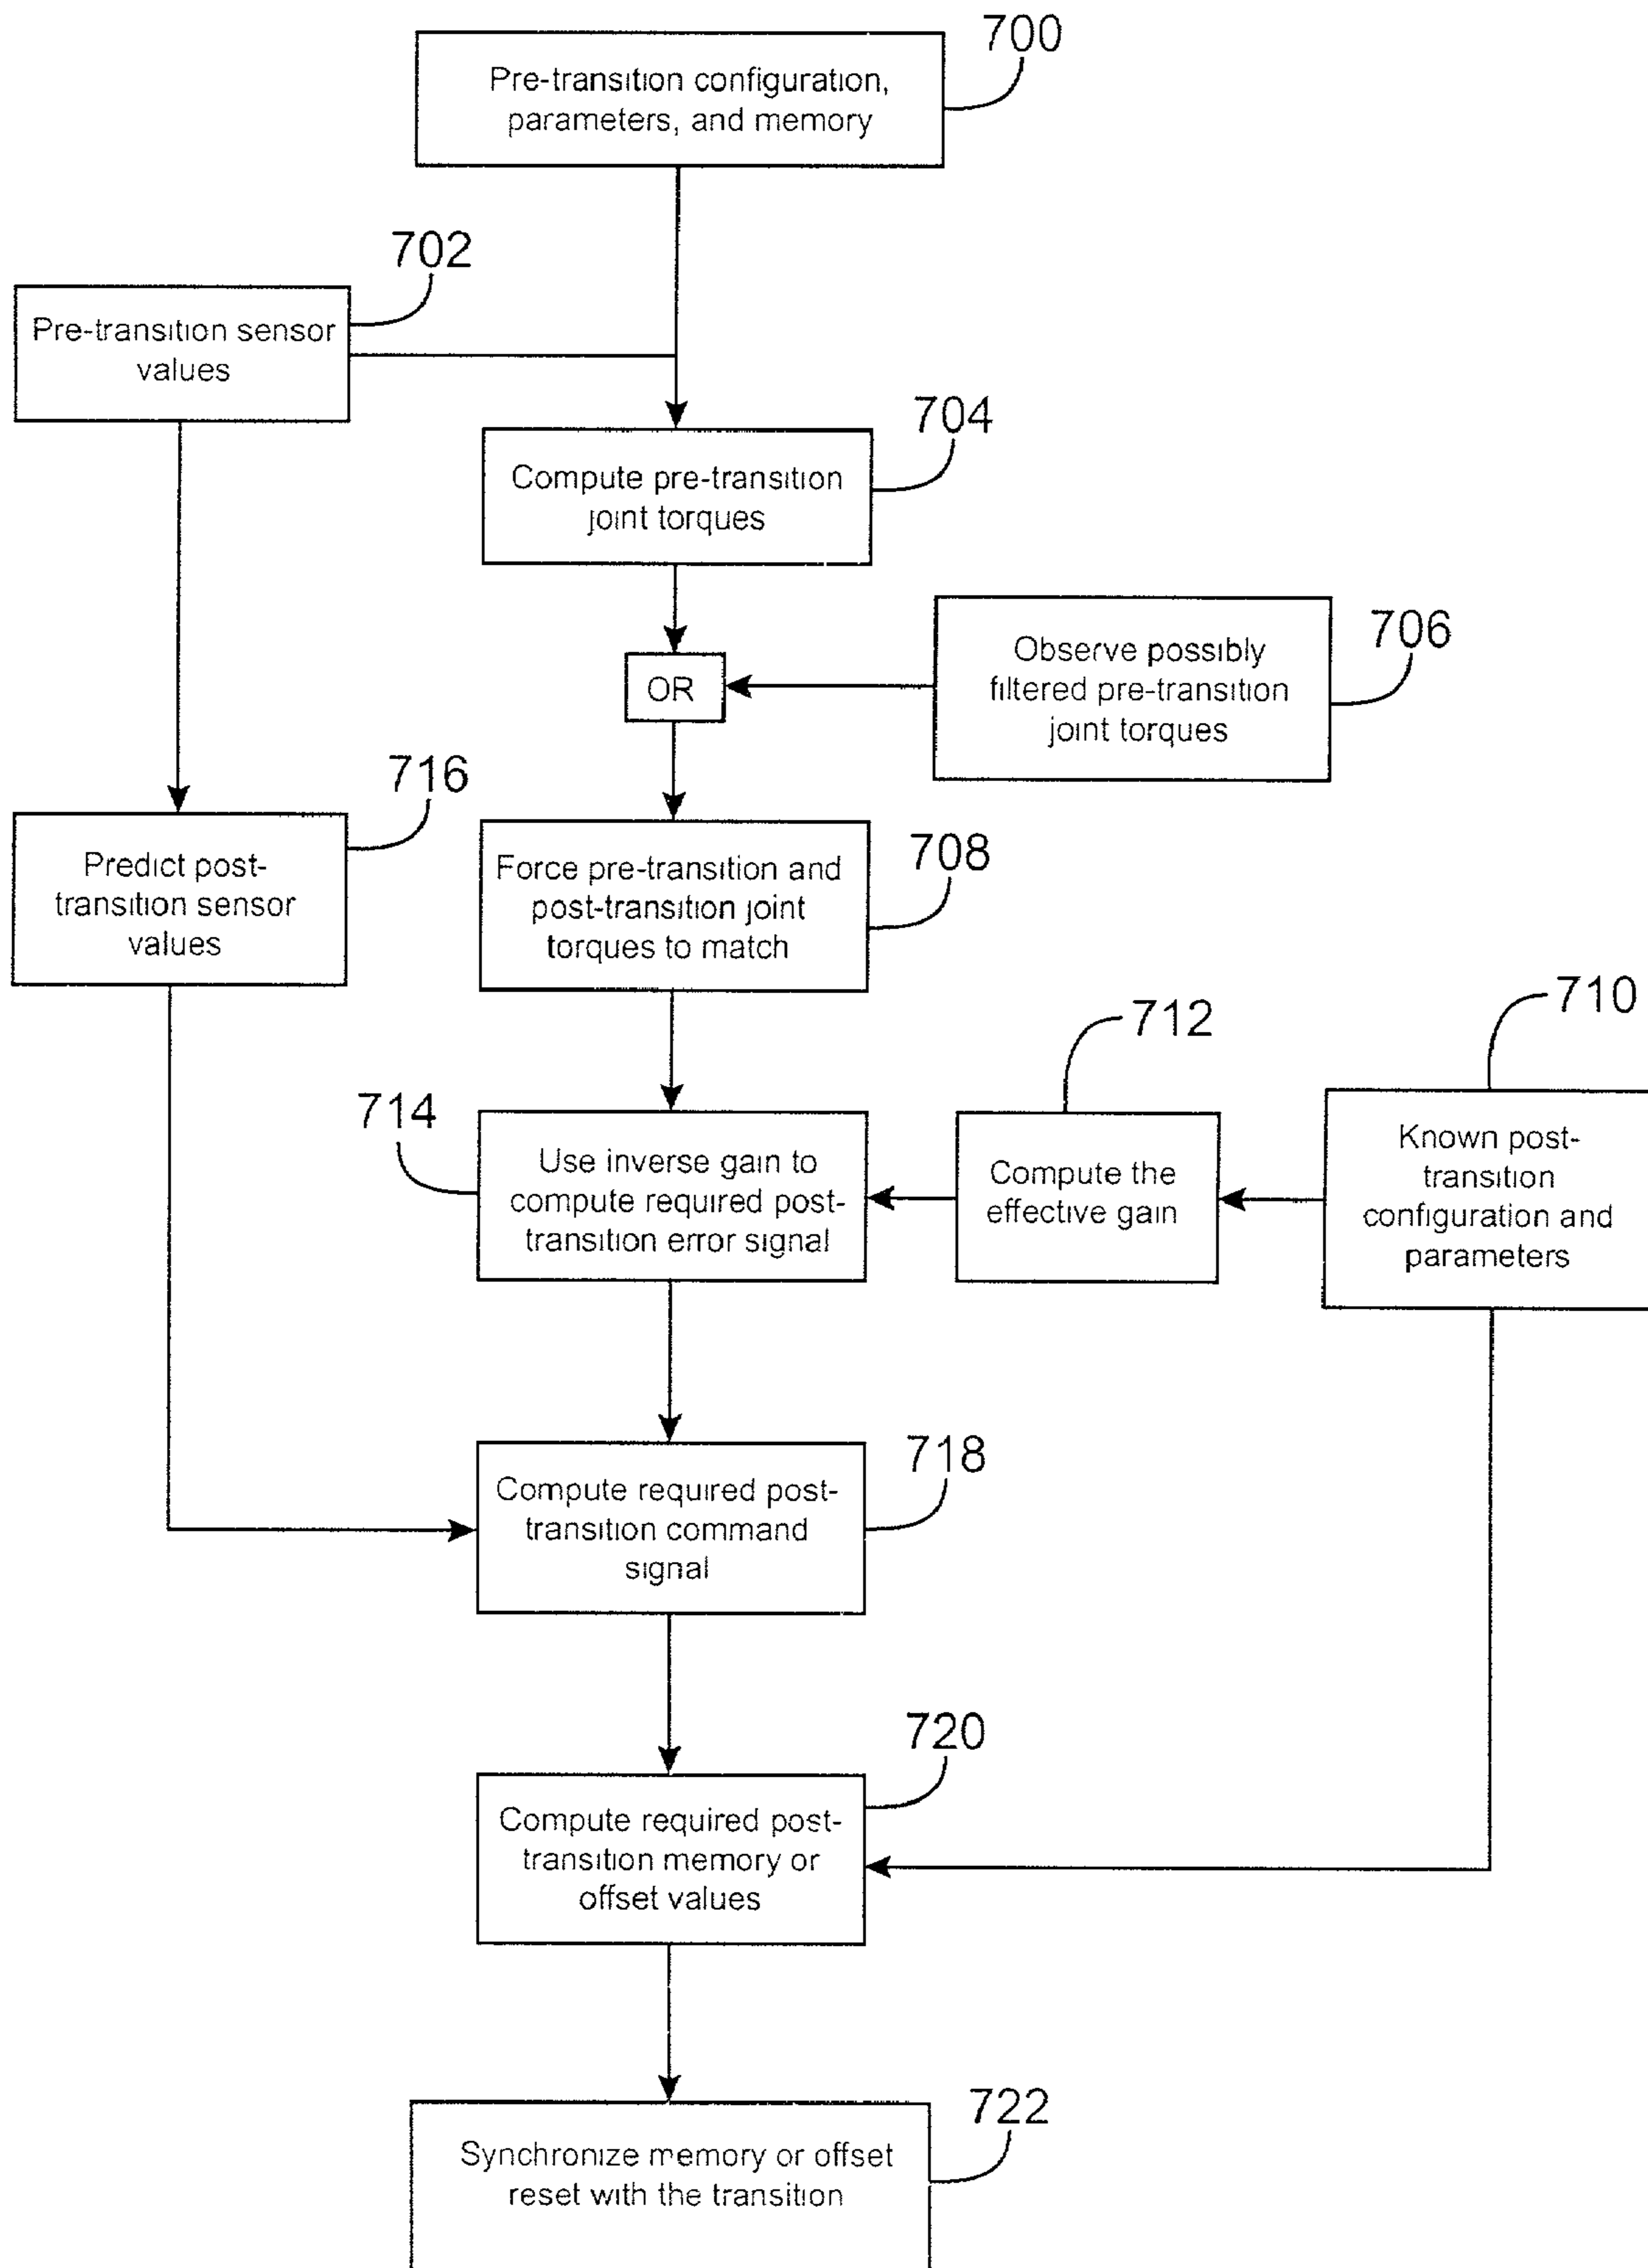 700
Pre-transition configuration,
parameters, and memory
702
Pre-transition sensor
values
704
Compute pre-transition
joint torques
706
Observe possibly
filtered pre-transition
joint torques
OR
716
Predict post-
transition sensor
values
708
Force pre-transition and
post-transition joint
torques to match
710
Known post-
transition
configuration and
parameters
712
Compute the
effective gain
714
Use inverse gain to
compute required post-
transition error signal
718
Compute required post-
transition command
signal
720
Compute required post-
transition memory or
offset values
722
Synchronize memory or offset
reset with the transition